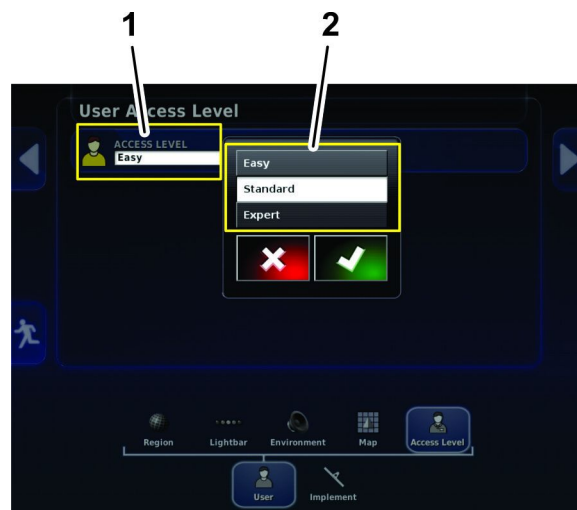 1
2
User Access Level
ACCESS LEVEL
Easy
Easy
Standard
Expert
Region
Lightbar
Environment
Map
Access Level
User
Implement